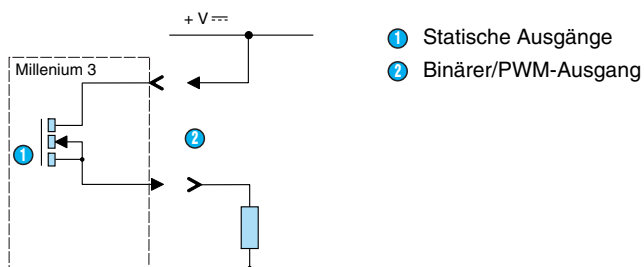 + V ⎓
Millenium 3
1
2
1 Statische Ausgänge
2 Binärer/PWM-Ausgang